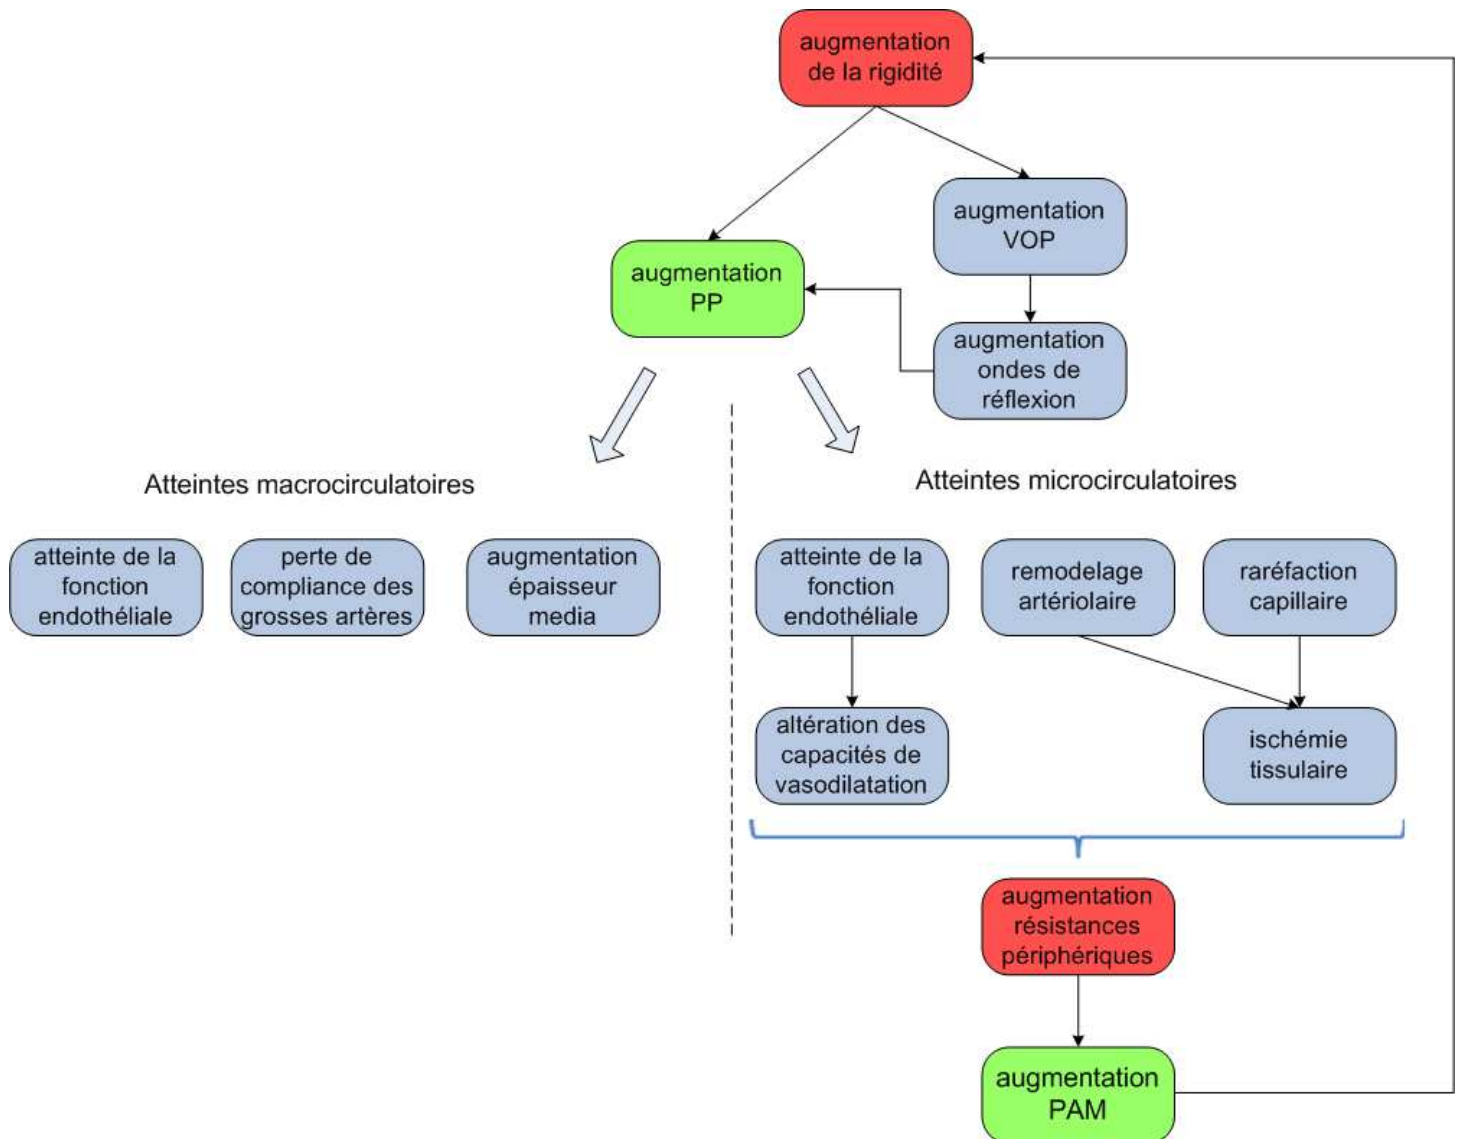 augmentation
de la rigidité
augmentation
VOP
augmentation
PP
augmentation
ondes de
réflexion
Atteintes macrocirculatoires
Atteintes microcirculatoires
atteinte de la
fonction
endothéliale
perte de
compliance des
grosses artères
augmentation
épaisseur
media
atteinte de la
fonction
endothéliale
remodelage
artériolaire
raréfaction
capillaire
altération des
capacités de
vasodilatation
ischémie
tissulaire
augmentation
résistances
périphériques
augmentation
PAM